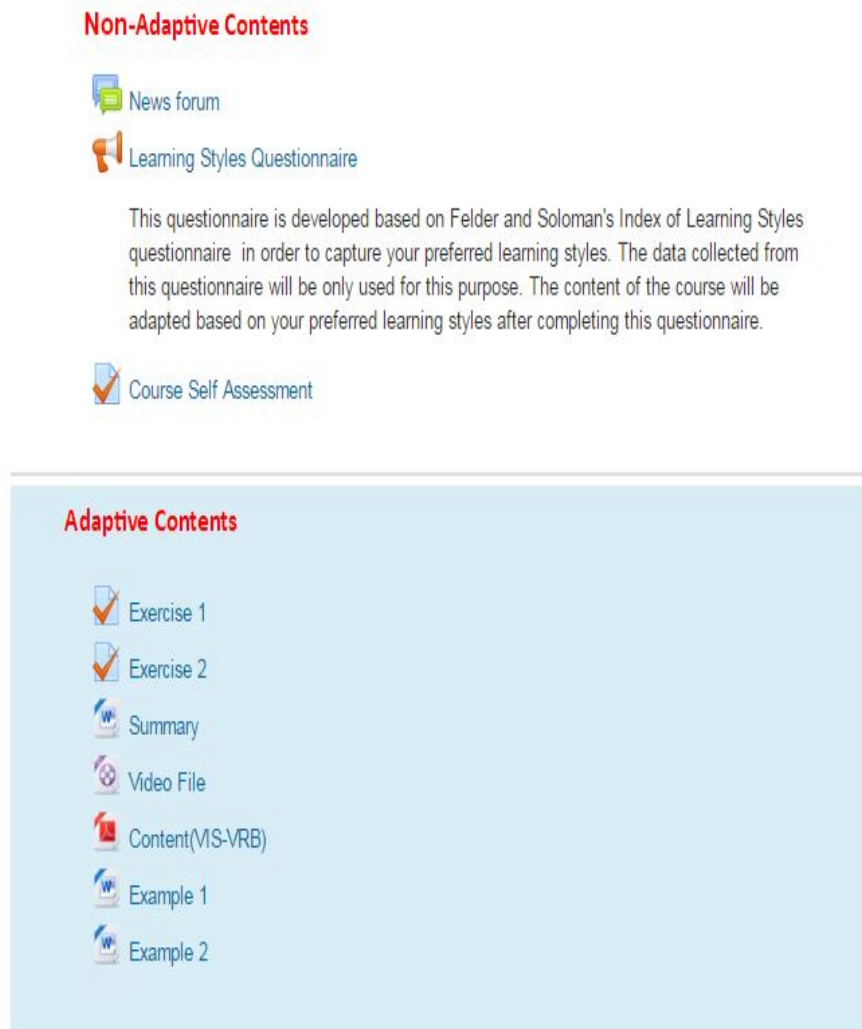 Non-Adaptive Contents
News forum
Learning Styles Questionnaire
This questionnaire is developed based on Felder and Soloman's Index of Learning Styles
questionnaire in order to capture your preferred learning styles. The data collected from
this questionnaire will be only used for this purpose. The content of the course will be
adapted based on your preferred learning styles after completing this questionnaire.
Course Self Assessment
Adaptive Contents
Exercise 1
Exercise 2
Summary
Video File
Content(VIS-VRB)
Example 1
Example 2